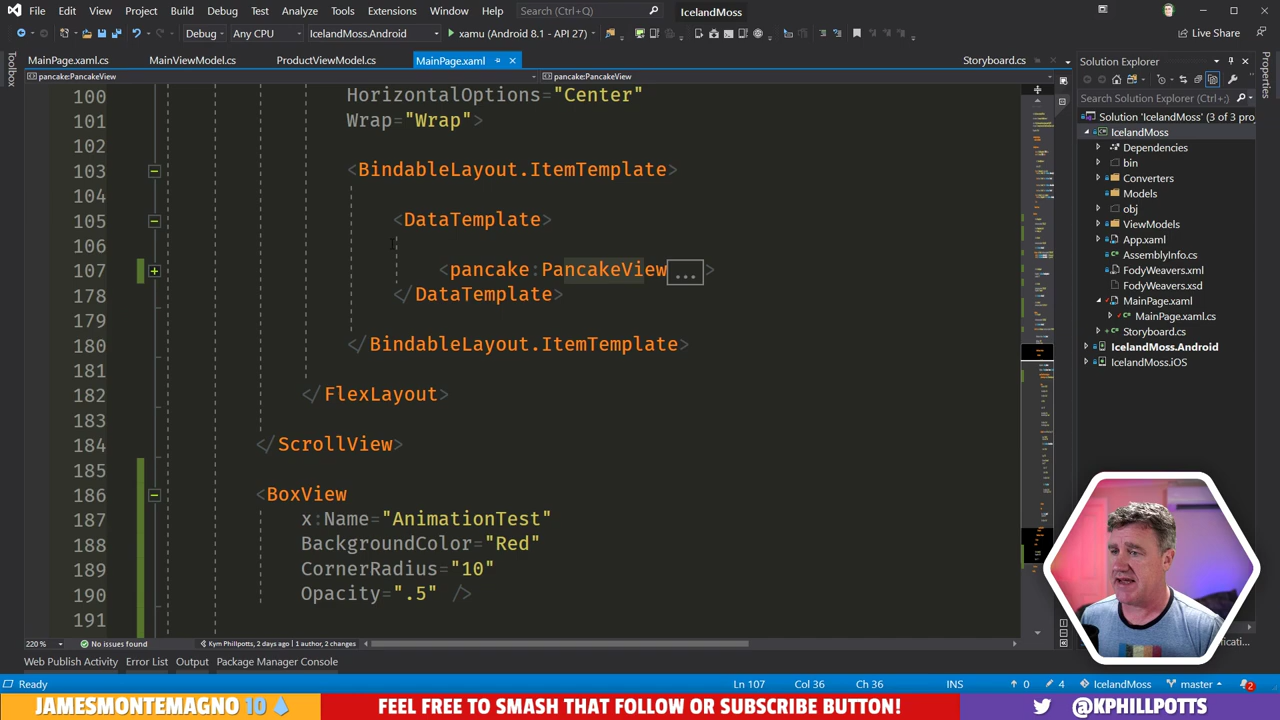 File Edit View Project Build Debug Test Analyze Tools Extensions Window Help Search (Ctrl+Q) IcelandMoss
Debug Any CPU IcelandMoss.Android xamu (Android 8.1 - API 27) Live Share
Toolbox
MainPage.xaml.cs MainViewModel.cs ProductViewModel.cs MainPage.xaml Storyboard.cs
pancake:PancakeView pancake:PancakeView
100 HorizontalOptions="Center"
101 Wrap="Wrap">
102
103 <BindableLayout.ItemTemplate>
104
105 <DataTemplate>
106
107 <pancake:PancakeView...>
178 </DataTemplate>
179
180 </BindableLayout.ItemTemplate>
181
182 </FlexLayout>
183
184 </ScrollView>
185
186 <BoxView
187 x:Name="AnimationTest"
188 BackgroundColor="Red"
189 CornerRadius="10"
190 Opacity=".5" />
191
Solution Explorer
Search Solution Explorer (Ctrl+;)
Solution 'IcelandMoss' (3 of 3 pro
IcelandMoss
Dependencies
bin
Converters
Models
obj
ViewModels
App.xaml
AssemblyInfo.cs
FodyWeavers.xml
FodyWeavers.xsd
MainPage.xaml
MainPage.xaml.cs
Storyboard.cs
IcelandMoss.Android
IcelandMoss.iOS
Properties
220 % No issues found Kym Phillpotts, 2 days ago | 1 author, 2 changes
Web Publish Activity Error List Output Package Manager Console
Ready Ln 107 Col 36 Ch 36 INS 0 4 IcelandMoss master 2
JAMESMONTEMAGNO 10 FEEL FREE TO SMASH THAT FOLLOW OR SUBSCRIBE BUTTON! @KPHILLPOTTS